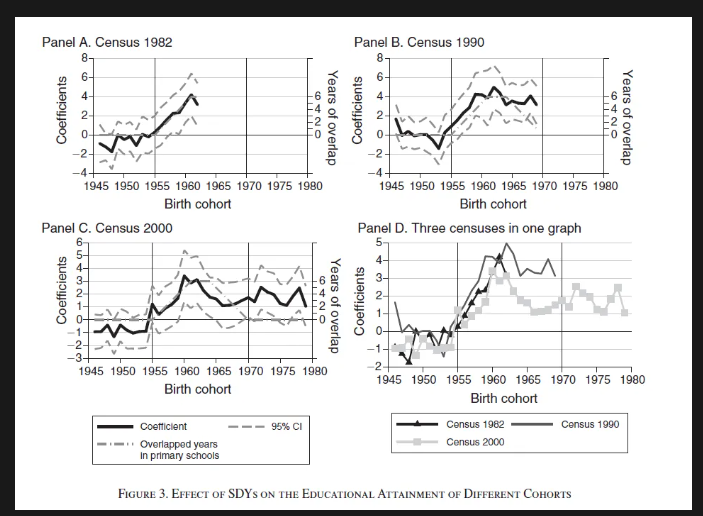 Panel A. Census 1982
8
6
4
2
0
−2
−4
Coefficients
6
4
2
0
Years of overlap
1945 1950 1955 1960 1965 1970 1975 1980
Birth cohort
Panel B. Census 1990
8
6
4
2
0
−2
−4
Coefficients
6
4
2
0
Years of overlap
1945 1950 1955 1960 1965 1970 1975 1980
Birth cohort
Panel C. Census 2000
6
5
4
3
2
1
0
−1
−2
−3
Coefficients
6
4
2
0
Years of overlap
1945 1950 1955 1960 1965 1970 1975 1980
Birth cohort
Panel D. Three censuses in one graph
5
4
3
2
1
0
−1
−2
Coefficients
1945 1950 1955 1960 1965 1970 1975 1980
Birth cohort
Coefficient 95% CI
Overlapped years
in primary schools
Census 1982 Census 1990
Census 2000
FIGURE 3. EFFECT OF SDYS ON THE EDUCATIONAL ATTAINMENT OF DIFFERENT COHORTS